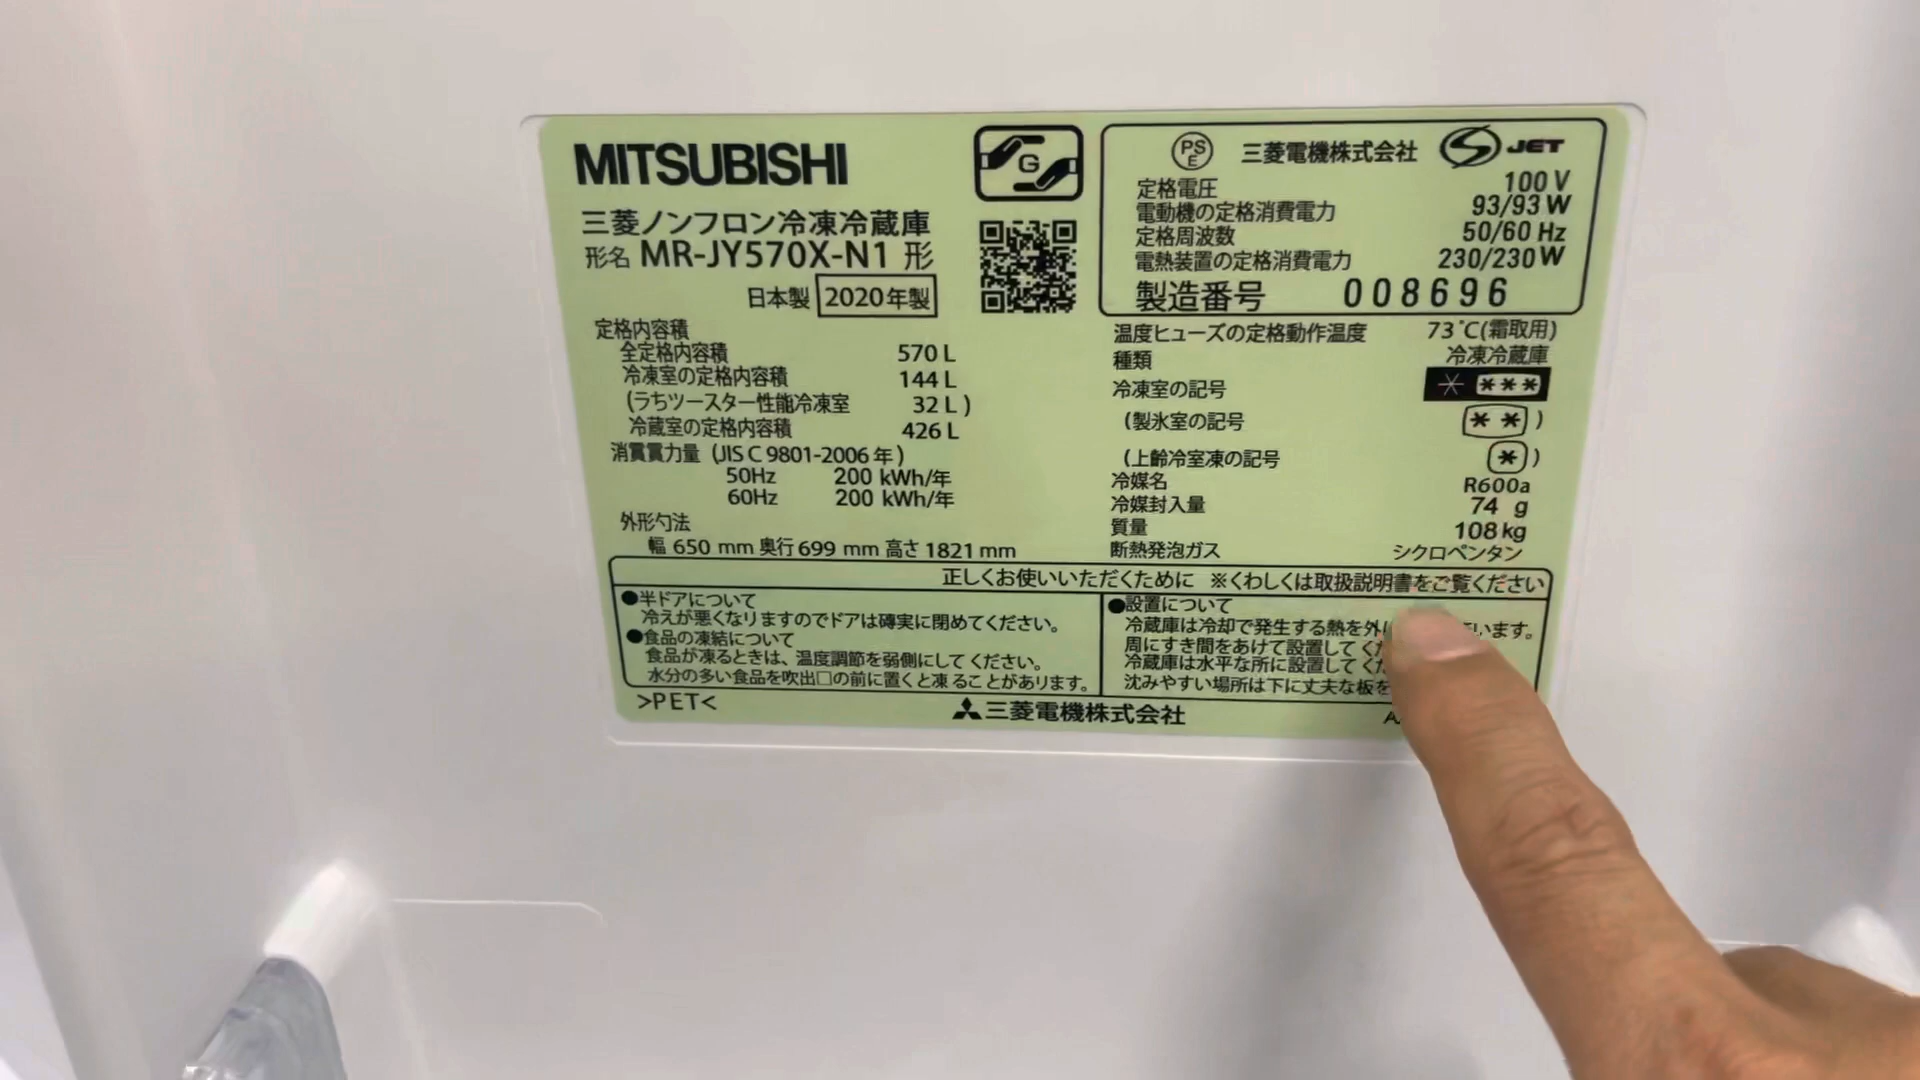 MITSUBISHI
三菱ノンフロン冷凍冷蔵庫
形名 MR-JY570X-N1 形
日本製 2020年製
定格内容積
全定格内容積 570 L
冷凍室の定格内容積 144 L
(うちツースター性能冷凍室 32 L )
冷蔵室の定格内容積 426 L
消費電力量 (JIS C 9801-2006 年 )
50Hz 200 kWh/年
60Hz 200 kWh/年
外形勺法
幅 650 mm 奥行 699 mm 高さ 1821 mm
G
PS E 三菱電機株式会社 S JET
定格電圧 100 V
電動機の定格消費電力 93/93 W
定格周波数 50/60 Hz
電熱装置の定格消費電力 230/230 W
製造番号 008696
温度ヒューズの定格動作温度 73℃(霜取用)
種類 冷凍冷蔵庫
冷凍室の記号 * ***
(製氷室の記号 ** )
(上齢冷室凍の記号 * )
冷媒名 R600a
冷媒封入量 74 g
質量 108 kg
断熱発泡ガス シクロペンタン
正しくお使いいただくために ※くわしくは取扱説明書をご覧ください
●半ドアについて
冷えが悪くなりますのでドアは確実に閉めてください。
●食品の凍結について
食品が凍るときは、温度調節を弱側にしてください。
水分の多い食品を吹出口の前に置くと凍ることがあります。
●設置について
冷蔵庫は冷却で発生する熱を外に います。
周にすき間をあけて設置してくだ
冷蔵庫は水平な所に設置してくだ
沈みやすい場所は下に丈夫な板を
>PET<
三菱電機株式会社